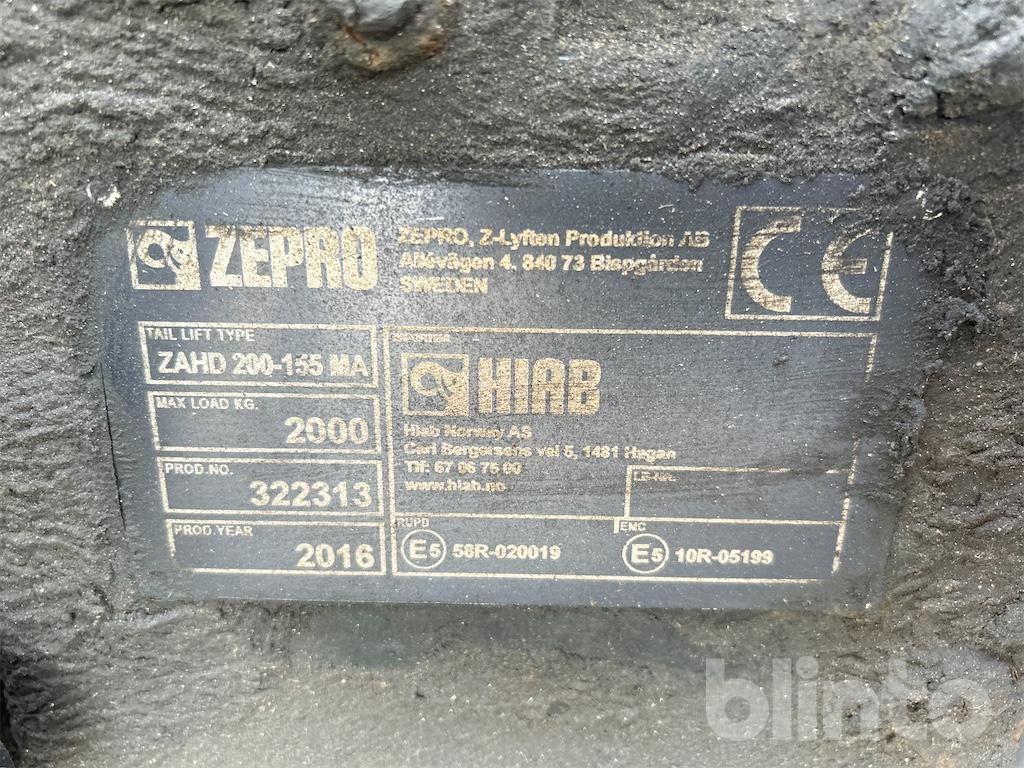 ZEPRO
ZEPRO, Z-Lyften Produktion AB
Allévägen 4, 840 73 Bispgården
SWEDEN
CE
TAIL LIFT TYPE
ZAHD 200-155 MA
MAX LOAD KG.
2000
PROD.NO.
322313
PROD.YEAR
2016
HIAB
Hiab Norway AS
Carl Bergersens vei 5, 1481 Hagan
Tlf: 67 06 75 00
www.hiab.no
RUPD
E5 58R-020019
EMC
E5 10R-05199
blinto